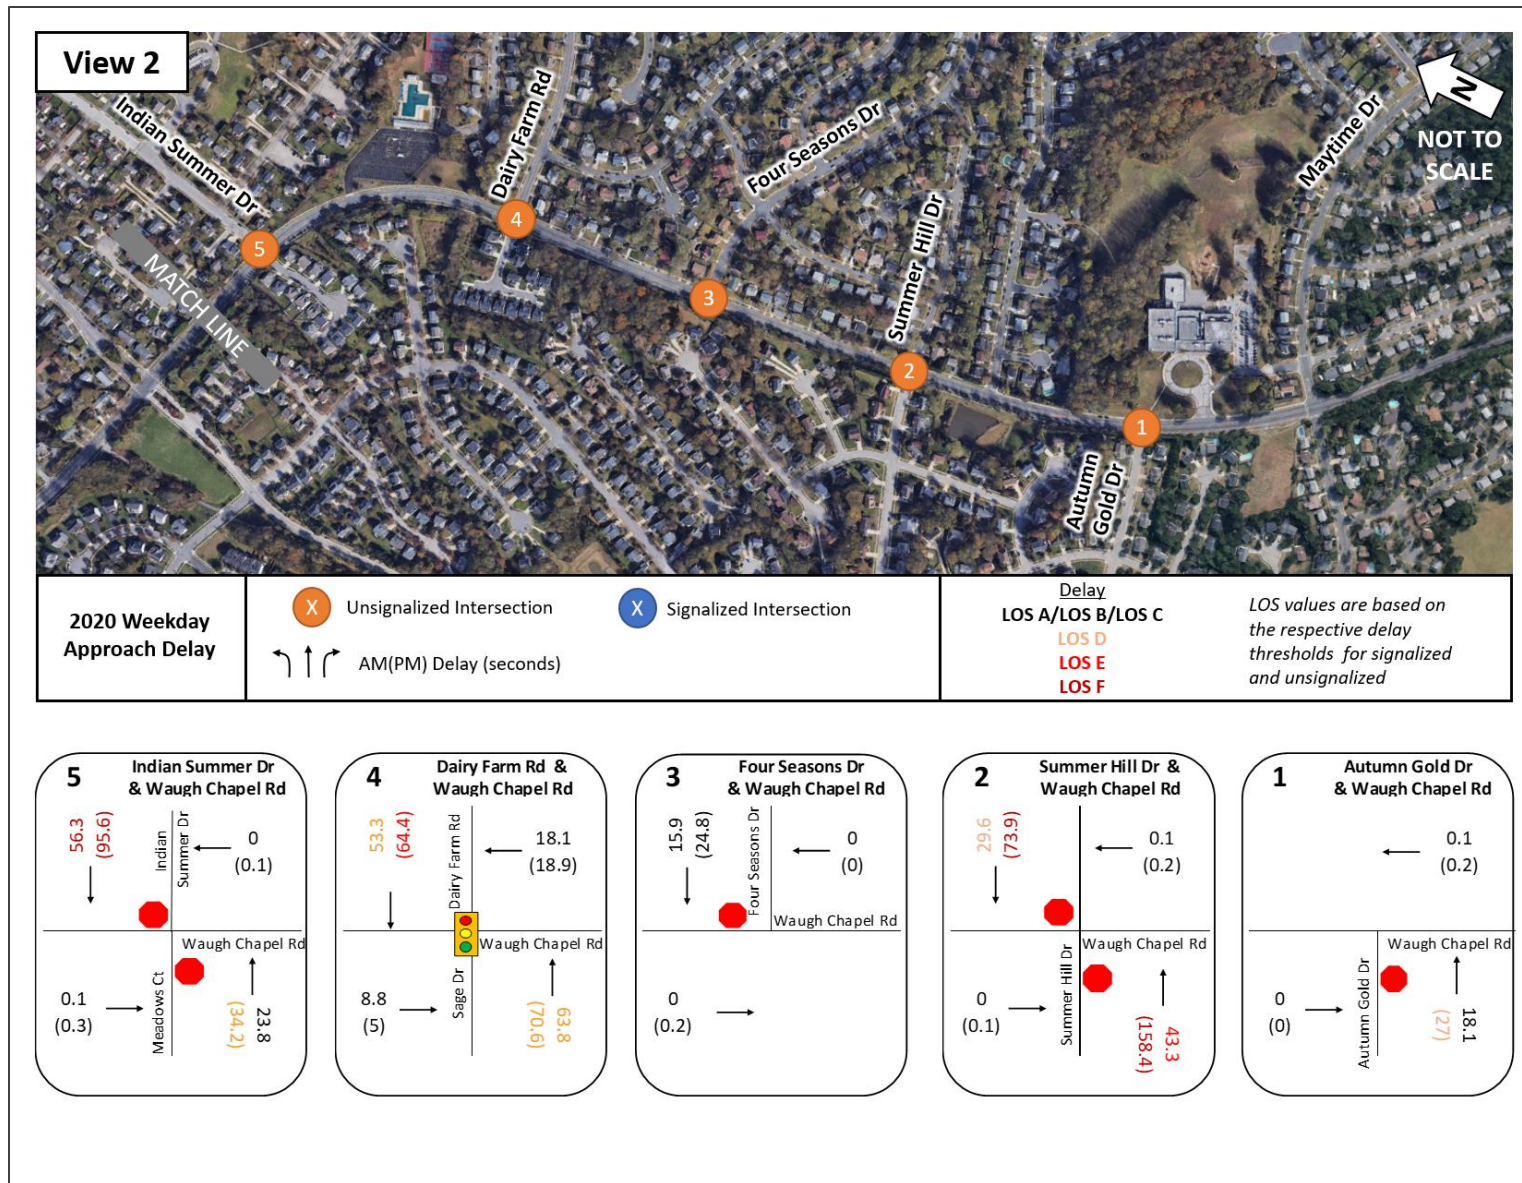 View 2
Indian Summer Dr
Dairy Farm Rd
Four Seasons Dr
Summer Hill Dr
Maytime Dr
N
NOT TO
SCALE
5
4
3
2
1
MATCH LINE
Autumn
Gold Dr
2020 Weekday
Approach Delay
X Unsignalized Intersection
X Signalized Intersection
AM(PM) Delay (seconds)
Delay
LOS A/LOS B/LOS C
LOS D
LOS E
LOS F
LOS values are based on
the respective delay
thresholds for signalized
and unsignalized
5
Indian Summer Dr
& Waugh Chapel Rd
56.3
(95.6)
Indian
Summer Dr
0
(0.1)
Waugh Chapel Rd
0.1
(0.3)
Meadows Ct
23.8
(34.2)
4
Dairy Farm Rd &
Waugh Chapel Rd
53.3
(64.4)
Dairy Farm Rd
18.1
(18.9)
Waugh Chapel Rd
8.8
(5)
Sage Dr
63.8
(70.6)
3
Four Seasons Dr
& Waugh Chapel Rd
15.9
(24.8)
Four Seasons Dr
0
(0)
Waugh Chapel Rd
0
(0.2)
2
Summer Hill Dr &
Waugh Chapel Rd
29.6
(73.9)
0.1
(0.2)
Waugh Chapel Rd
0
(0.1)
Summer Hill Dr
43.3
(158.4)
1
Autumn Gold Dr
& Waugh Chapel Rd
0.1
(0.2)
Waugh Chapel Rd
0
(0)
Autumn Gold Dr
18.1
(27)